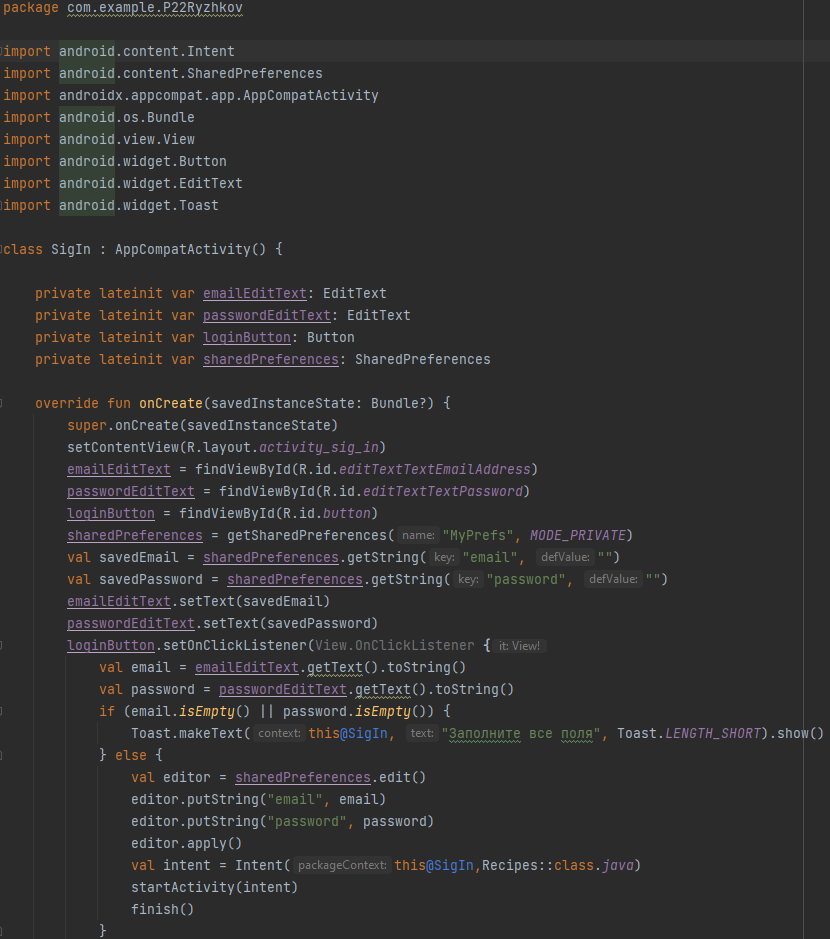 package com.example.P22Ryzhkov
import android.content.Intent
import android.content.SharedPreferences
import androidx.appcompat.app.AppCompatActivity
import android.os.Bundle
import android.view.View
import android.widget.Button
import android.widget.EditText
import android.widget.Toast
class SigIn : AppCompatActivity() {
private lateinit var emailEditText: EditText
private lateinit var passwordEditText: EditText
private lateinit var loginButton: Button
private lateinit var sharedPreferences: SharedPreferences
override fun onCreate(savedInstanceState: Bundle?) {
super.onCreate(savedInstanceState)
setContentView(R.layout.activity_sig_in)
emailEditText = findViewById(R.id.editTextTextEmailAddress)
passwordEditText = findViewById(R.id.editTextTextPassword)
loginButton = findViewById(R.id.button)
sharedPreferences = getSharedPreferences( name: "MyPrefs", MODE_PRIVATE)
val savedEmail = sharedPreferences.getString( key: "email", defValue: "")
val savedPassword = sharedPreferences.getString( key: "password", defValue: "")
emailEditText.setText(savedEmail)
passwordEditText.setText(savedPassword)
loginButton.setOnClickListener(View.OnClickListener { it: View!
val email = emailEditText.getText().toString()
val password = passwordEditText.getText().toString()
if (email.isEmpty() || password.isEmpty()) {
Toast.makeText( context: this@SigIn, text: "Заполните все поля", Toast.LENGTH_SHORT).show()
} else {
val editor = sharedPreferences.edit()
editor.putString("email", email)
editor.putString("password", password)
editor.apply()
val intent = Intent( packageContext: this@SigIn,Recipes::class.java)
startActivity(intent)
finish()
}